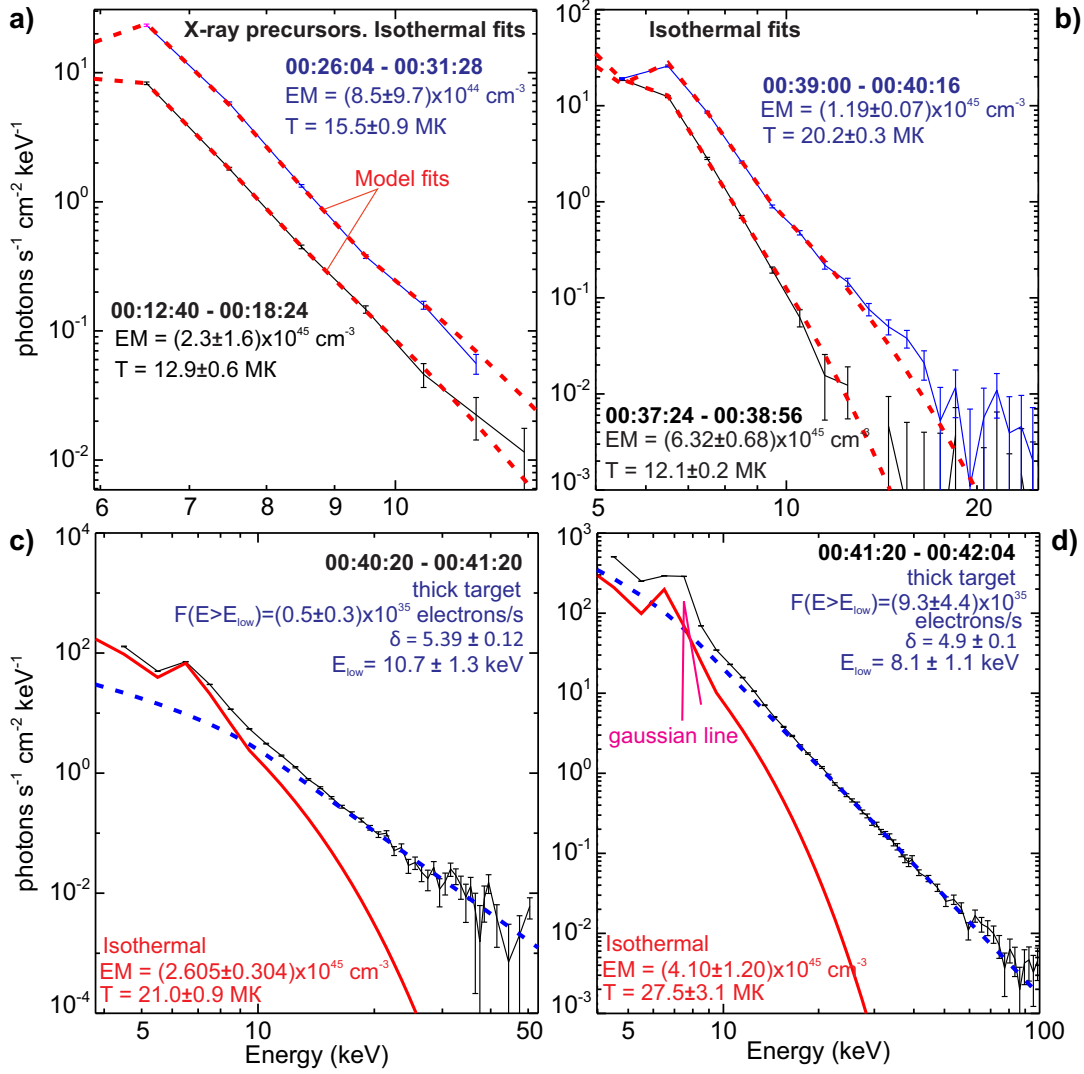 a)
X-ray precursors. Isothermal fits
00:26:04 - 00:31:28
EM = (8.5±9.7)x10^44 cm^-3
T = 15.5±0.9 MK
Model fits
00:12:40 - 00:18:24
EM = (2.3±1.6)x10^45 cm^-3
T = 12.9±0.6 MK
photons s^-1 cm^-2 keV^-1
10^1
10^0
10^-1
10^-2
6 7 8 9 10
b)
Isothermal fits
00:39:00 - 00:40:16
EM = (1.19±0.07)x10^45 cm^-3
T = 20.2±0.3 MK
00:37:24 - 00:38:56
EM = (6.32±0.68)x10^45 cm^-3
T = 12.1±0.2 MK
10^2
10^1
10^0
10^-1
10^-2
10^-3
5 10 20
c)
00:40:20 - 00:41:20
thick target
F(E>E_low)=(0.5±0.3)x10^35 electrons/s
δ = 5.39 ± 0.12
E_low= 10.7 ± 1.3 keV
Isothermal
EM = (2.605±0.304)x10^45 cm^-3
T = 21.0±0.9 MK
photons s^-1 cm^-2 keV^-1
10^4
10^2
10^0
10^-2
10^-4
5 10 50
Energy (keV)
d)
00:41:20 - 00:42:04
thick target
F(E>E_low)=(9.3±4.4)x10^35
electrons/s
δ = 4.9 ± 0.1
E_low= 8.1 ± 1.1 keV
gaussian line
Isothermal
EM = (4.10±1.20)x10^45 cm^-3
T = 27.5±3.1 MK
10^3
10^2
10^1
10^0
10^-1
10^-2
10^-3
5 10 100
Energy (keV)